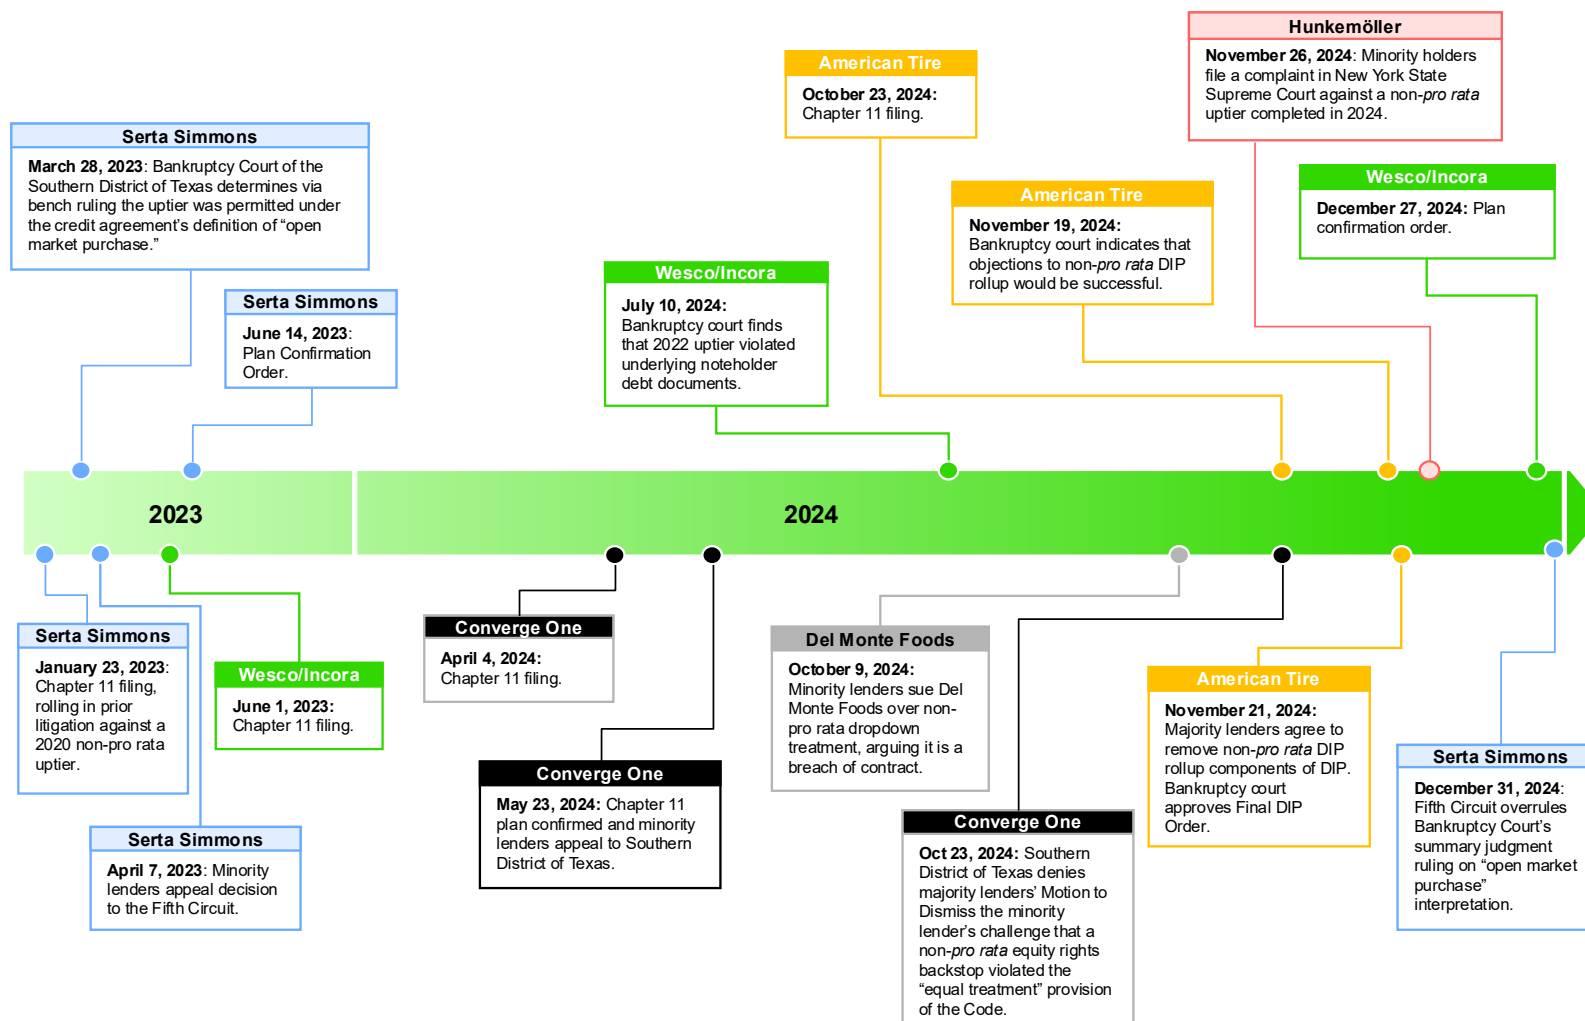 Hunkemöller
November 26, 2024: Minority holders
file a complaint in New York State
Supreme Court against a non-pro rata
uptier completed in 2024.
American Tire
October 23, 2024:
Chapter 11 filing.
Serta Simmons
March 28, 2023: Bankruptcy Court of the
Southern District of Texas determines via
bench ruling the uptier was permitted under
the credit agreement's definition of “open
market purchase.”
Wesco/Incora
December 27, 2024: Plan
confirmation order.
American Tire
November 19, 2024:
Bankruptcy court indicates that
objections to non-pro rata DIP
rollup would be successful.
Wesco/Incora
July 10, 2024:
Bankruptcy court finds
that 2022 uptier violated
underlying noteholder
debt documents.
Serta Simmons
June 14, 2023:
Plan Confirmation
Order.
2023
2024
Serta Simmons
January 23, 2023:
Chapter 11 filing,
rolling in prior
litigation against a
2020 non-pro rata
uptier.
Wesco/Incora
June 1, 2023:
Chapter 11 filing.
Serta Simmons
April 7, 2023: Minority
lenders appeal decision
to the Fifth Circuit.
Converge One
April 4, 2024:
Chapter 11 filing.
Converge One
May 23, 2024: Chapter 11
plan confirmed and minority
lenders appeal to Southern
District of Texas.
Del Monte Foods
October 9, 2024:
Minority lenders sue Del
Monte Foods over non-
pro rata dropdown
treatment, arguing it is a
breach of contract.
Converge One
Oct 23, 2024: Southern
District of Texas denies
majority lenders' Motion to
Dismiss the minority
lender's challenge that a
non-pro rata equity rights
backstop violated the
“equal treatment” provision
of the Code.
American Tire
November 21, 2024:
Majority lenders agree to
remove non-pro rata DIP
rollup components of DIP.
Bankruptcy court
approves Final DIP
Order.
Serta Simmons
December 31, 2024:
Fifth Circuit overrules
Bankruptcy Court's
summary judgment
ruling on “open market
purchase”
interpretation.